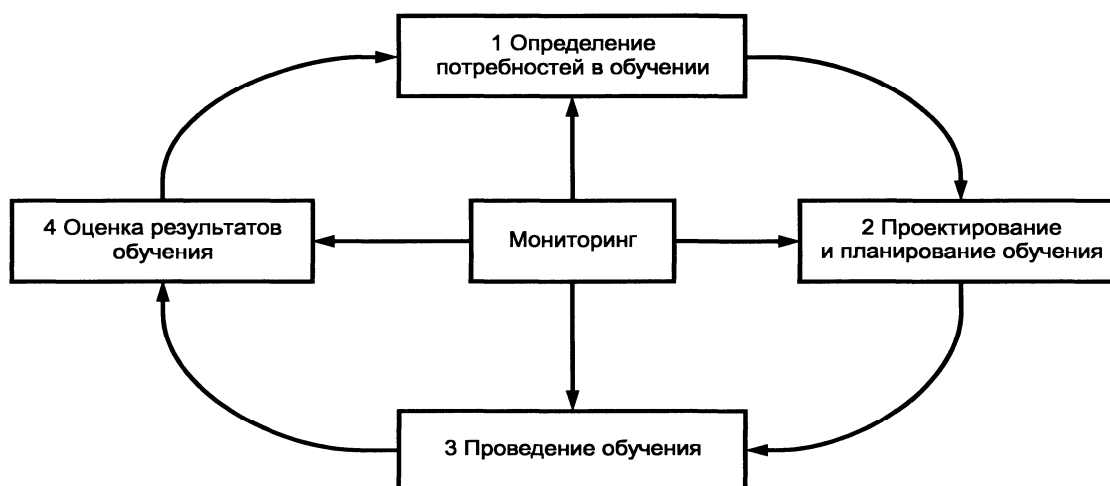 1 Определение
потребностей в обучении
4 Оценка результатов
обучения
Мониторинг
2 Проектирование
и планирование обучения
3 Проведение обучения